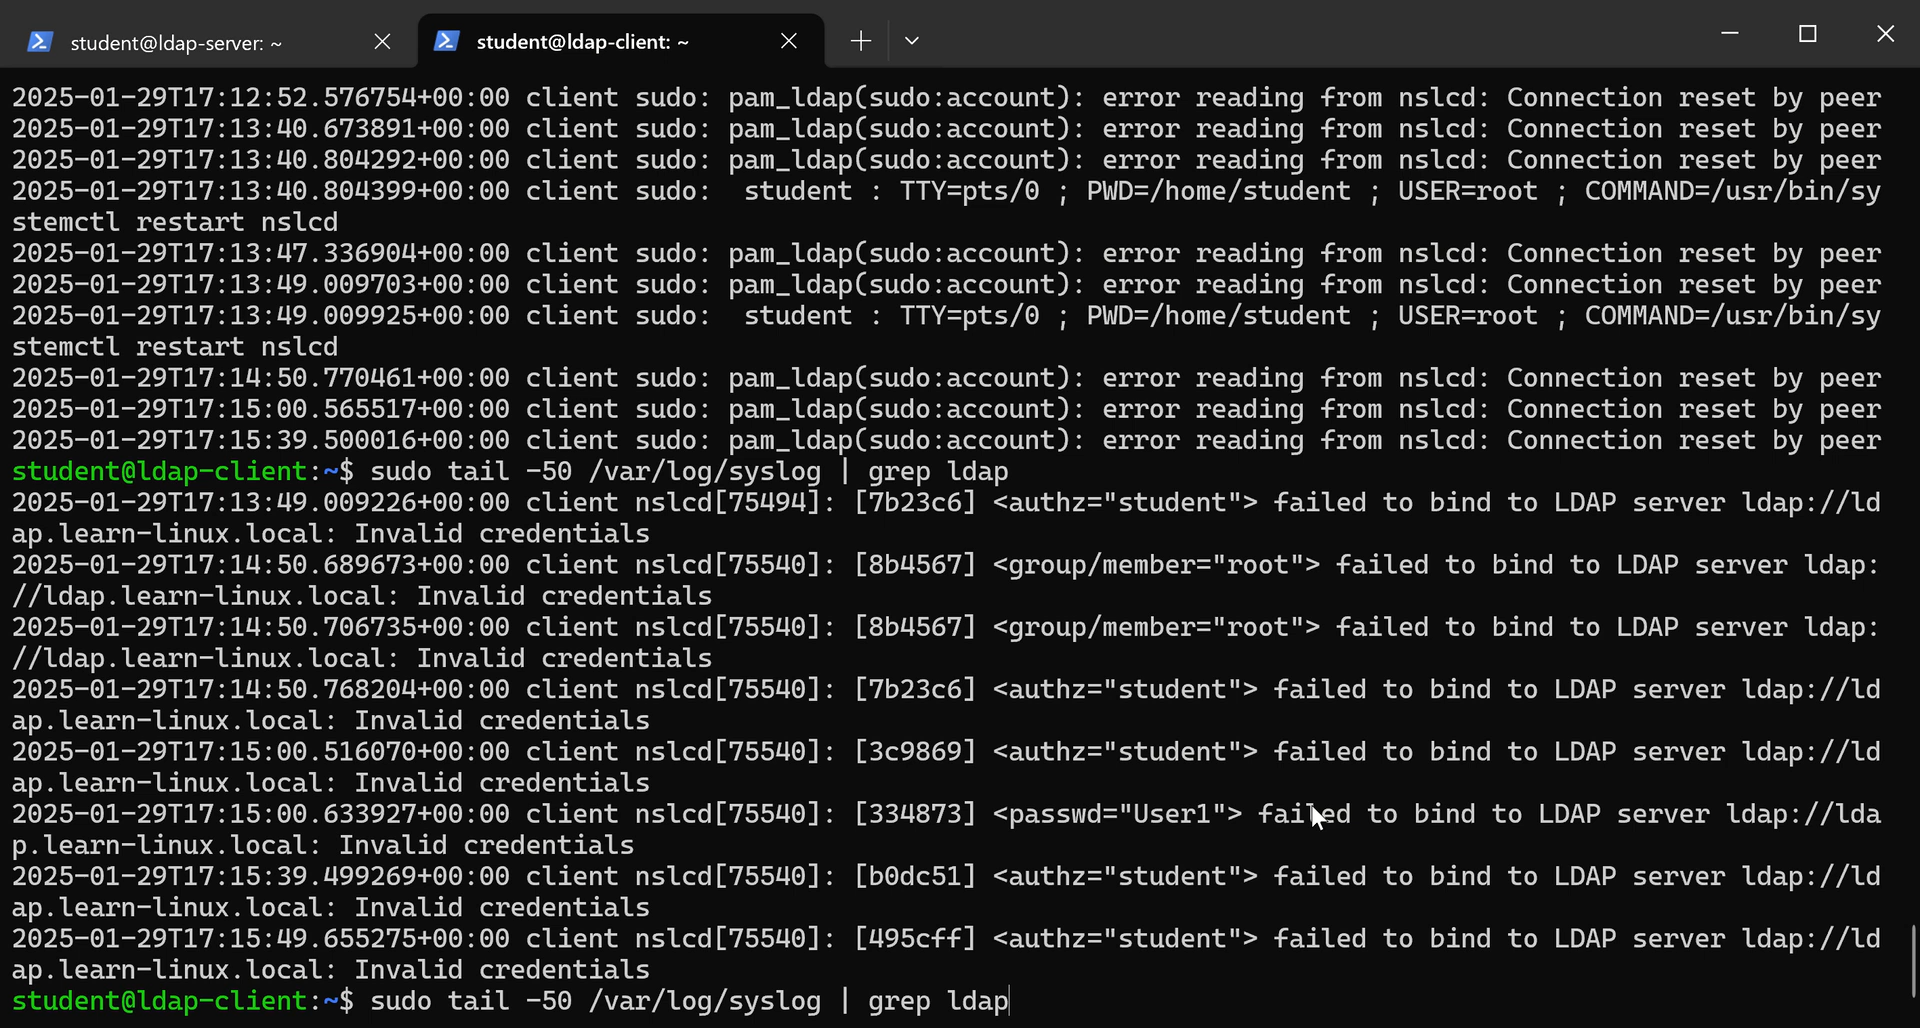 student@ldap-server: ~
student@ldap-client: ~
2025-01-29T17:12:52.576754+00:00 client sudo: pam_ldap(sudo:account): error reading from nslcd: Connection reset by peer
2025-01-29T17:13:40.673891+00:00 client sudo: pam_ldap(sudo:account): error reading from nslcd: Connection reset by peer
2025-01-29T17:13:40.804292+00:00 client sudo: pam_ldap(sudo:account): error reading from nslcd: Connection reset by peer
2025-01-29T17:13:40.804399+00:00 client sudo:  student : TTY=pts/0 ; PWD=/home/student ; USER=root ; COMMAND=/usr/bin/sy
stemctl restart nslcd
2025-01-29T17:13:47.336904+00:00 client sudo: pam_ldap(sudo:account): error reading from nslcd: Connection reset by peer
2025-01-29T17:13:49.009703+00:00 client sudo: pam_ldap(sudo:account): error reading from nslcd: Connection reset by peer
2025-01-29T17:13:49.009925+00:00 client sudo:  student : TTY=pts/0 ; PWD=/home/student ; USER=root ; COMMAND=/usr/bin/sy
stemctl restart nslcd
2025-01-29T17:14:50.770461+00:00 client sudo: pam_ldap(sudo:account): error reading from nslcd: Connection reset by peer
2025-01-29T17:15:00.565517+00:00 client sudo: pam_ldap(sudo:account): error reading from nslcd: Connection reset by peer
2025-01-29T17:15:39.500016+00:00 client sudo: pam_ldap(sudo:account): error reading from nslcd: Connection reset by peer
student@ldap-client:~$ sudo tail -50 /var/log/syslog | grep ldap
2025-01-29T17:13:49.009226+00:00 client nslcd[75494]: [7b23c6] <authz="student"> failed to bind to LDAP server ldap://ld
ap.learn-linux.local: Invalid credentials
2025-01-29T17:14:50.689673+00:00 client nslcd[75540]: [8b4567] <group/member="root"> failed to bind to LDAP server ldap:
//ldap.learn-linux.local: Invalid credentials
2025-01-29T17:14:50.706735+00:00 client nslcd[75540]: [8b4567] <group/member="root"> failed to bind to LDAP server ldap:
//ldap.learn-linux.local: Invalid credentials
2025-01-29T17:14:50.768204+00:00 client nslcd[75540]: [7b23c6] <authz="student"> failed to bind to LDAP server ldap://ld
ap.learn-linux.local: Invalid credentials
2025-01-29T17:15:00.516070+00:00 client nslcd[75540]: [3c9869] <authz="student"> failed to bind to LDAP server ldap://ld
ap.learn-linux.local: Invalid credentials
2025-01-29T17:15:00.633927+00:00 client nslcd[75540]: [334873] <passwd="User1"> failed to bind to LDAP server ldap://lda
p.learn-linux.local: Invalid credentials
2025-01-29T17:15:39.499269+00:00 client nslcd[75540]: [b0dc51] <authz="student"> failed to bind to LDAP server ldap://ld
ap.learn-linux.local: Invalid credentials
2025-01-29T17:15:49.655275+00:00 client nslcd[75540]: [495cff] <authz="student"> failed to bind to LDAP server ldap://ld
ap.learn-linux.local: Invalid credentials
student@ldap-client:~$ sudo tail -50 /var/log/syslog | grep ldap